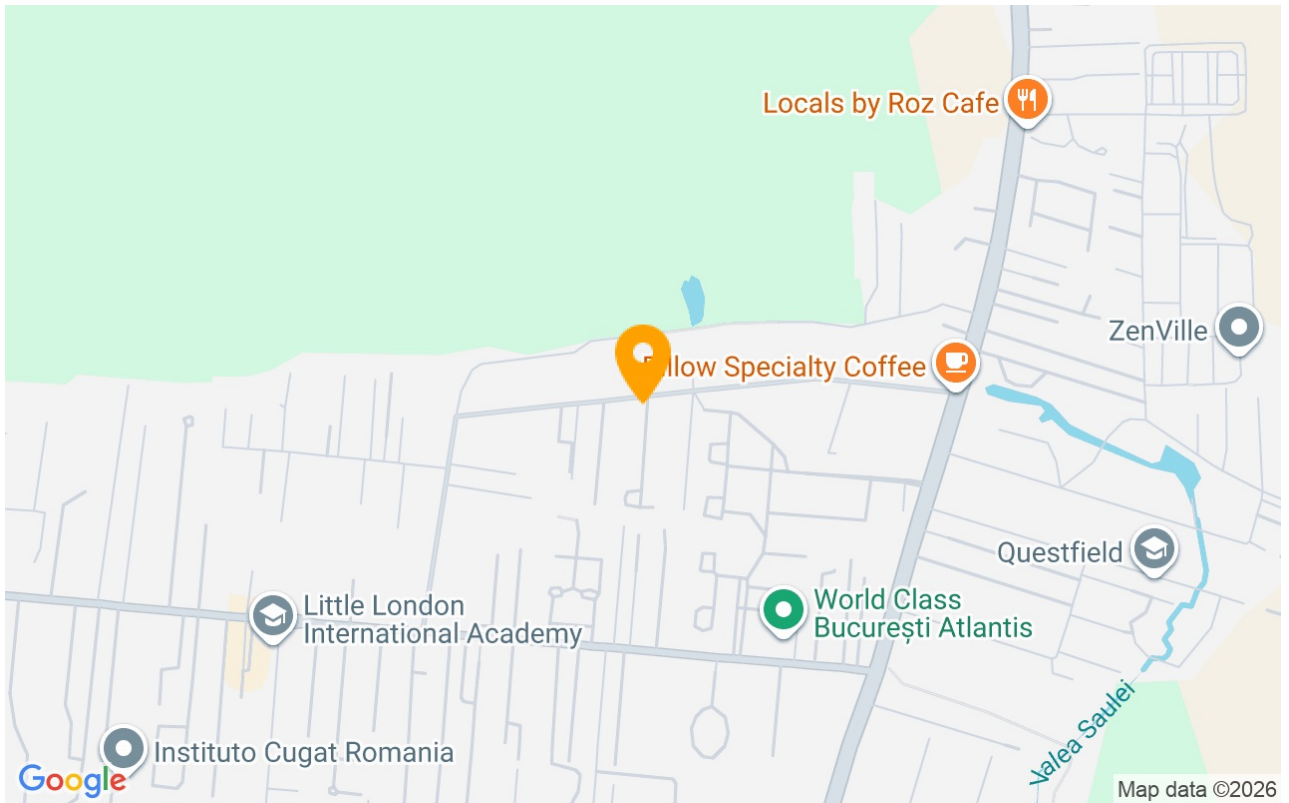 Locals by Roz Cafe
ZenVille
llow Specialty Coffee
Questfield
World Class
București Atlantis
Little London
International Academy
Valea Saulei
Instituto Cugat Romania
Google
Map data ©2026